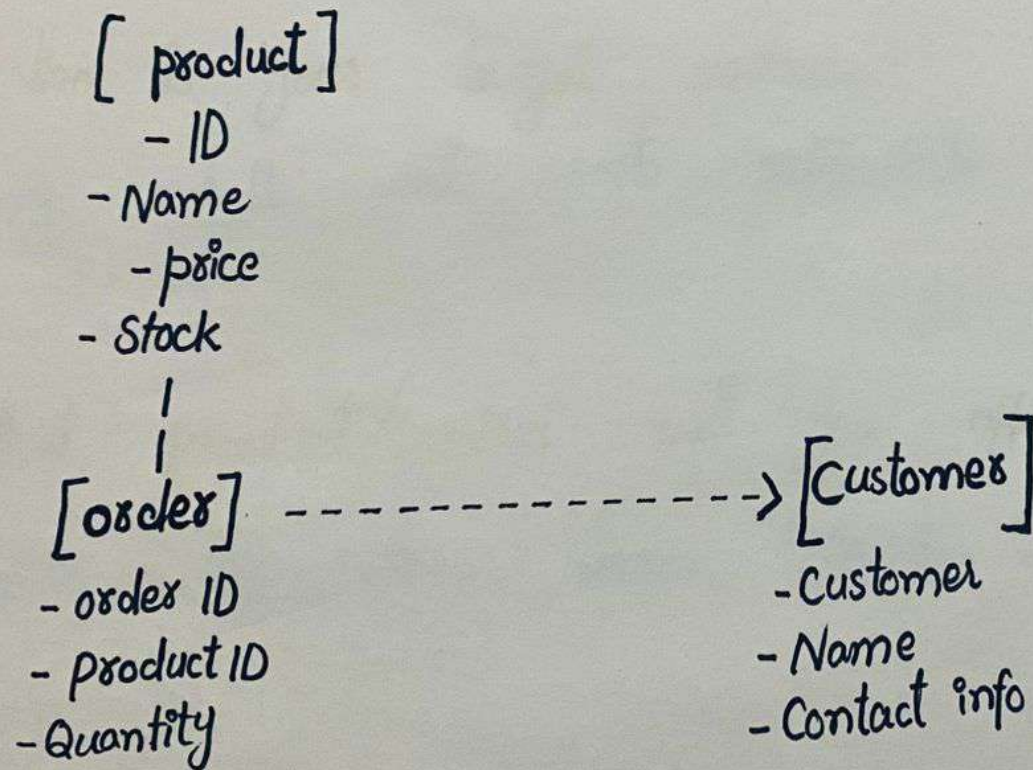 [ product ]
- ID
- Name
- price
- Stock
[order] -------------> [Customer]
- order ID
- product ID
- Quantity
- Customer
- Name
- Contact info